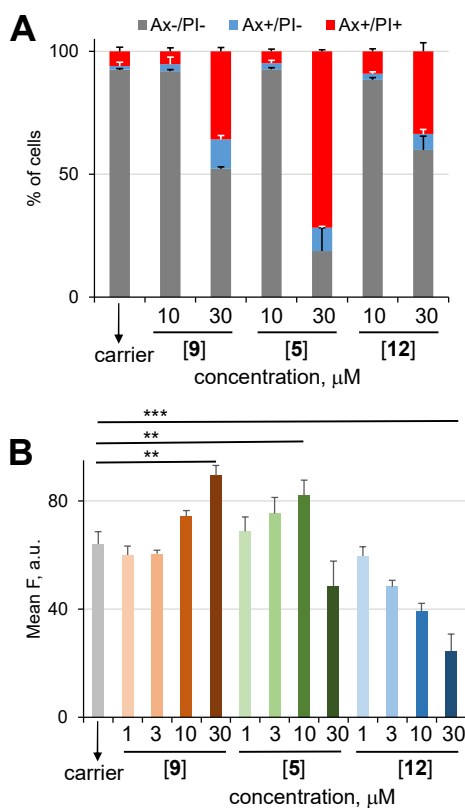 A
Ax-/PI- Ax+/PI- Ax+/PI+
100
50
0
% of cells
10 30 10 30 10 30
carrier [9] [5] [12]
concentration, μM
B
***
**
**
80
40
0
Mean F, a.u.
1 3 10 30 1 3 10 30 1 3 10 30
carrier [9] [5] [12]
concentration, μM